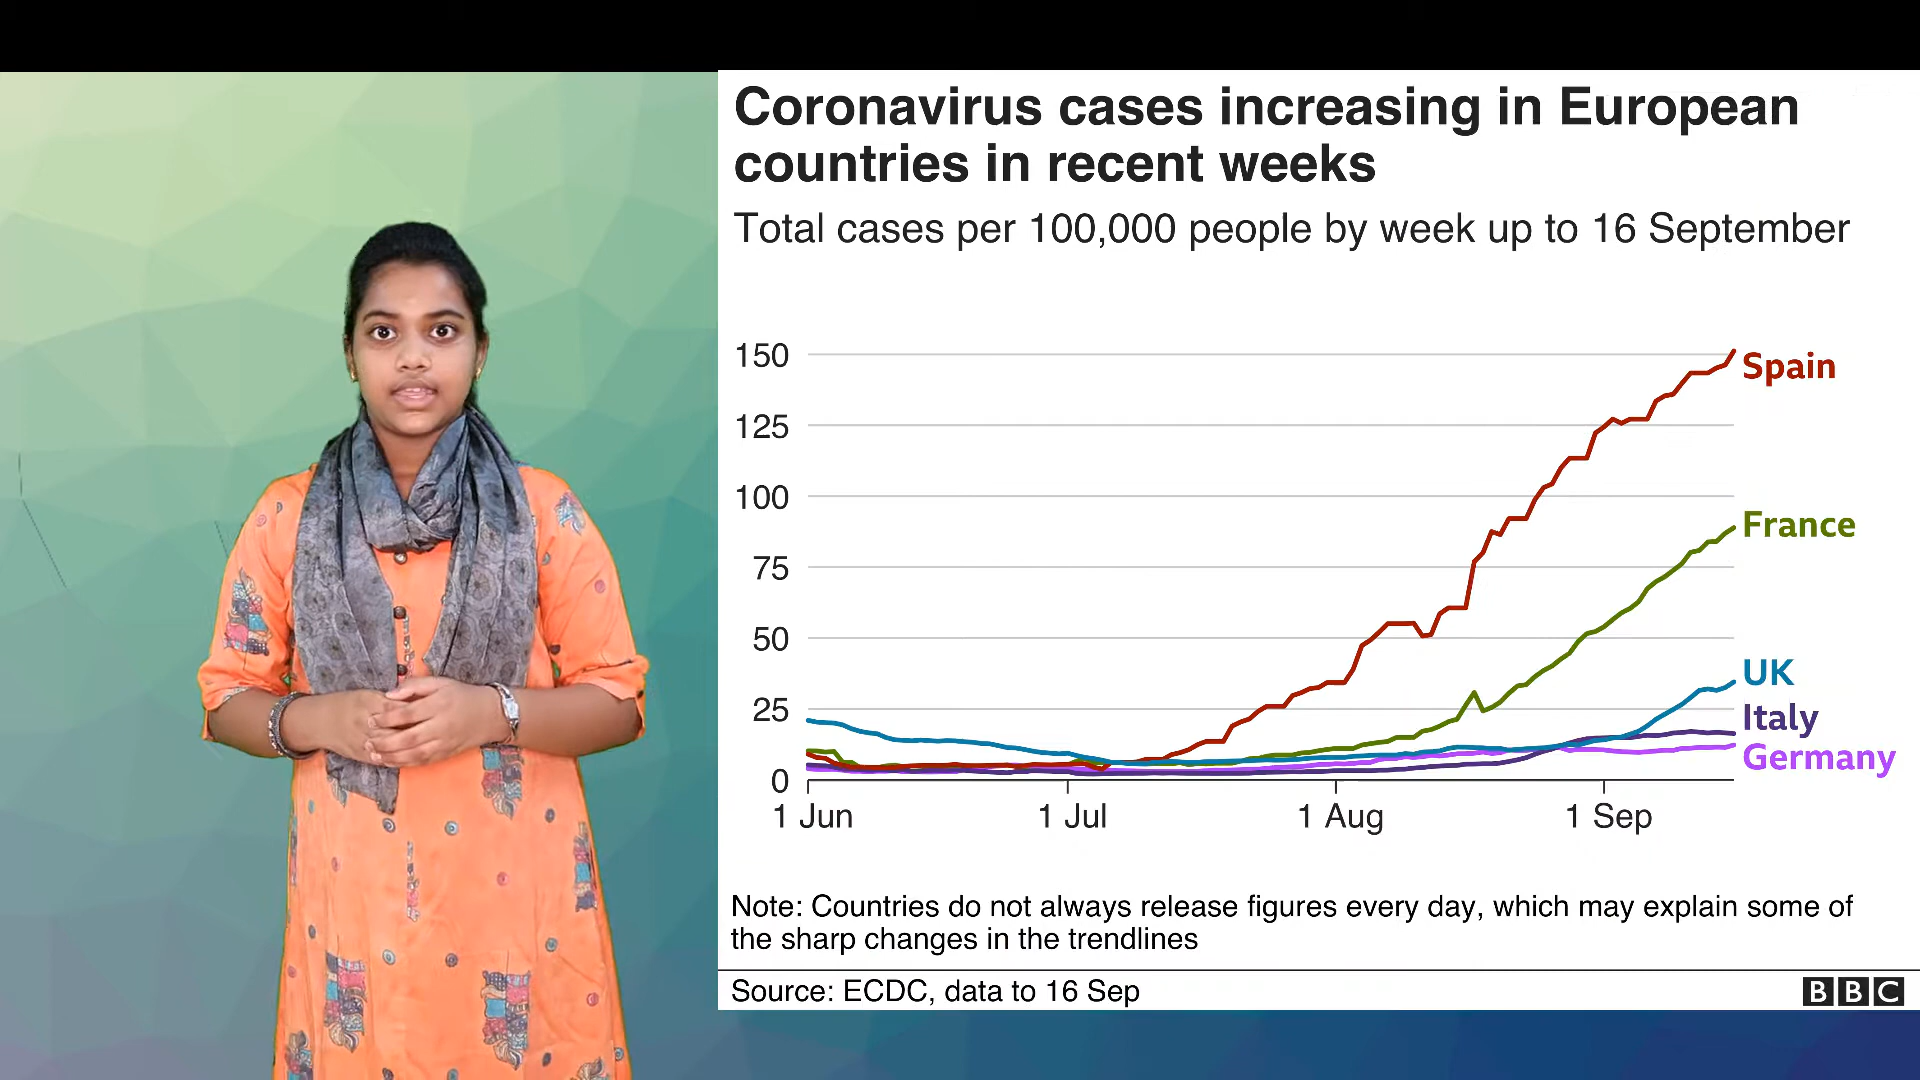 Coronavirus cases increasing in European
countries in recent weeks
Total cases per 100,000 people by week up to 16 September
150
125
100
75
50
25
0
Spain
France
UK
Italy
Germany
1 Jun
1 Jul
1 Aug
1 Sep
Note: Countries do not always release figures every day, which may explain some of
the sharp changes in the trendlines
Source: ECDC, data to 16 Sep
BBC